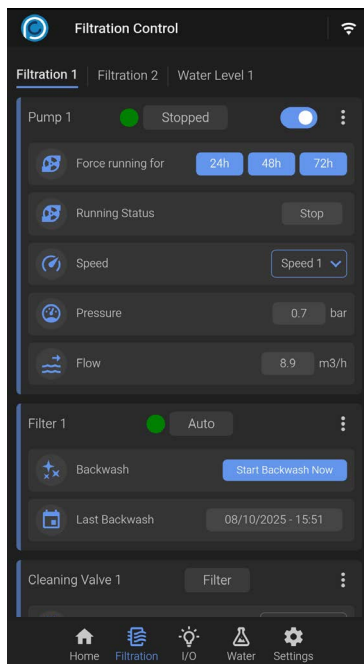 Filtration Control
Filtration 1 Filtration 2 Water Level 1
Pump 1 Stopped
Force running for 24h 48h 72h
Running Status Stop
Speed Speed 1
Pressure 0.7 bar
Flow 8.9 m3/h
Filter 1 Auto
Backwash Start Backwash Now
Last Backwash 08/10/2025 - 15:51
Cleaning Valve 1 Filter
Home Filtration I/O Water Settings